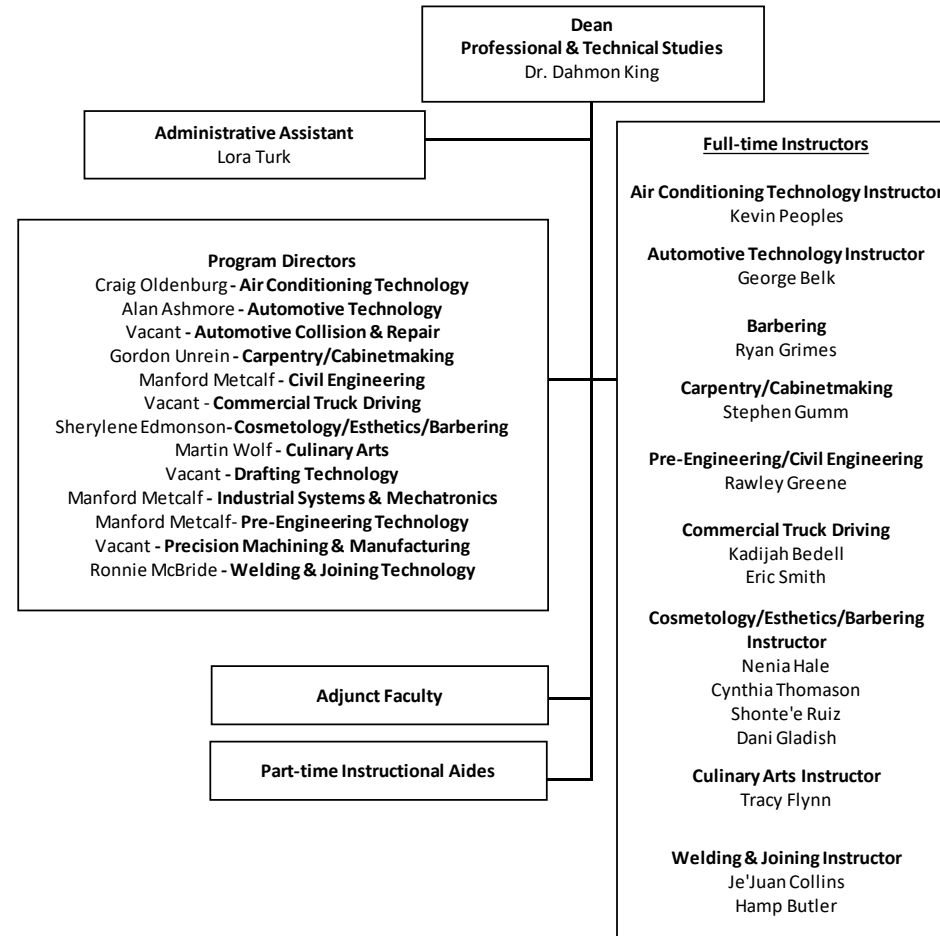 Dean
Professional & Technical Studies
Dr. Dahmon King
Administrative Assistant
Lora Turk
Program Directors
Craig Oldenburg - Air Conditioning Technology
Alan Ashmore - Automotive Technology
Vacant - Automotive Collision & Repair
Gordon Unrein - Carpentry/Cabinetmaking
Manford Metcalf - Civil Engineering
Vacant - Commercial Truck Driving
Sherylene Edmonson- Cosmetology/Esthetics/Barbering
Martin Wolf - Culinary Arts
Vacant - Drafting Technology
Manford Metcalf - Industrial Systems & Mechatronics
Manford Metcalf- Pre-Engineering Technology
Vacant - Precision Machining & Manufacturing
Ronnie McBride - Welding & Joining Technology
Adjunct Faculty
Part-time Instructional Aides
Full-time Instructors
Air Conditioning Technology Instructor
Kevin Peoples
Automotive Technology Instructor
George Belk
Barbering
Ryan Grimes
Carpentry/Cabinetmaking
Stephen Gumm
Pre-Engineering/Civil Engineering
Rawley Greene
Commercial Truck Driving
Kadijah Bedell
Eric Smith
Cosmetology/Esthetics/Barbering
Instructor
Nenia Hale
Cynthia Thomason
Shonte'e Ruiz
Dani Gladish
Culinary Arts Instructor
Tracy Flynn
Welding & Joining Instructor
Je'Juan Collins
Hamp Butler